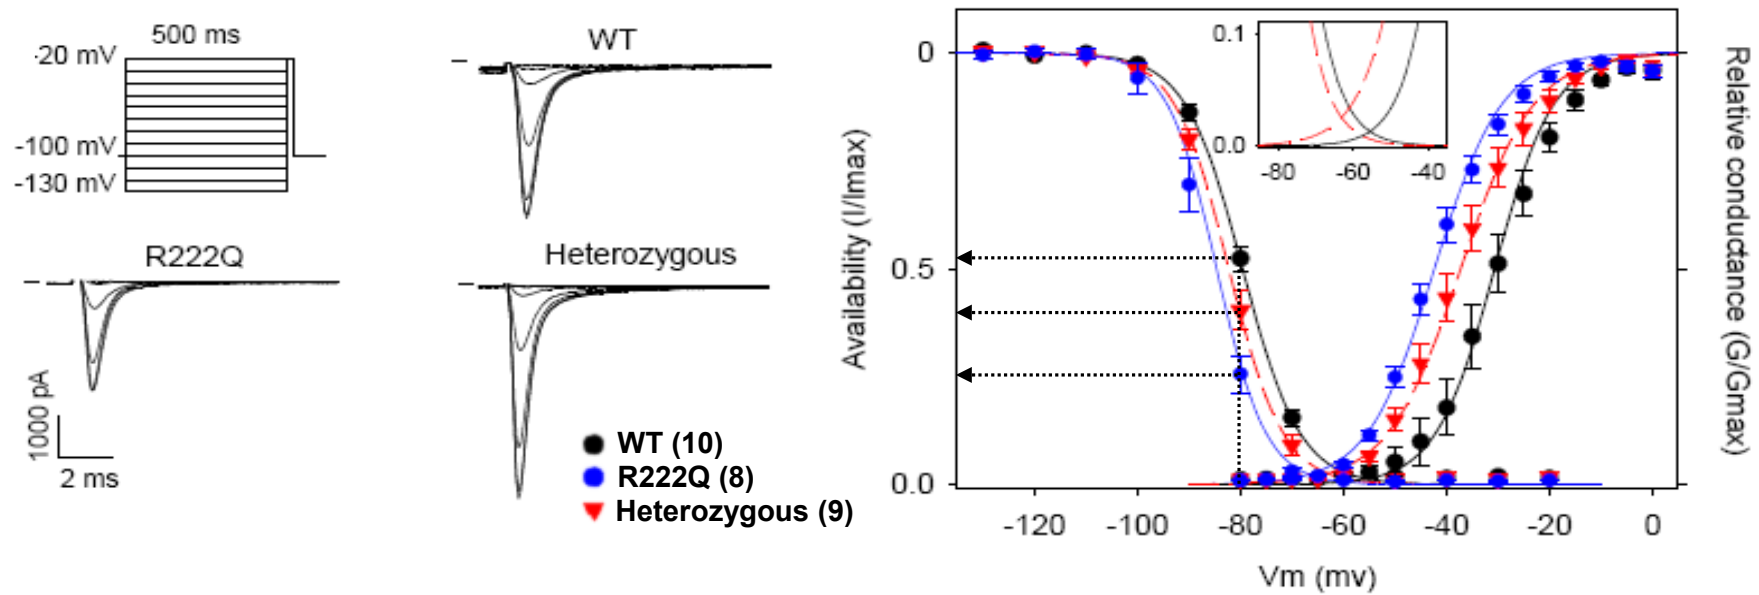 500 ms
-20 mV
-100 mV
-130 mV
WT
R222Q
Heterozygous
1000 pA
2 ms
WT (10)
R222Q (8)
Heterozygous (9)
Availability (I/Imax)
0
0.5
0.0
0.1
0.0
-80
-60
-40
-120
-100
-80
-60
-40
-20
0
Vm (mv)
Relative conductance (G/Gmax)